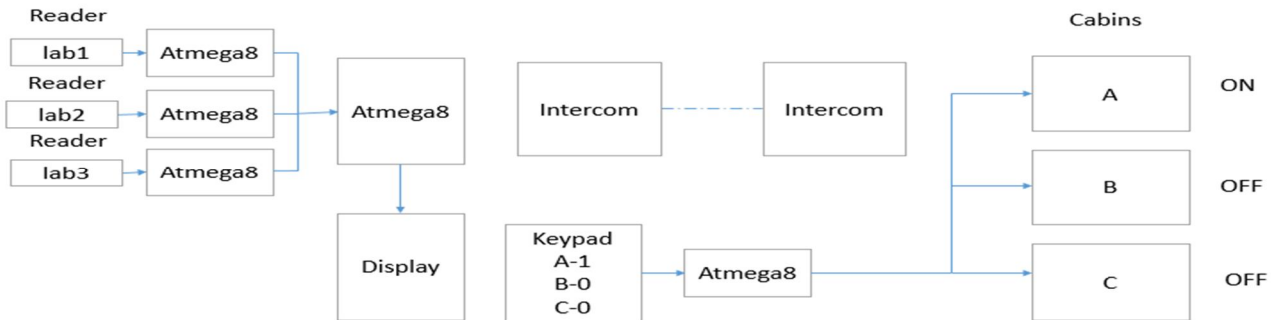 Reader
lab1
Atmega8
Reader
lab2
Atmega8
Reader
lab3
Atmega8
Atmega8
Display
Intercom
Intercom
Keypad
A-1
B-0
C-0
Atmega8
Cabins
A
ON
B
OFF
C
OFF